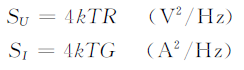 S_U = 4kTR (V²/Hz)
S_I = 4kTG (A²/Hz)